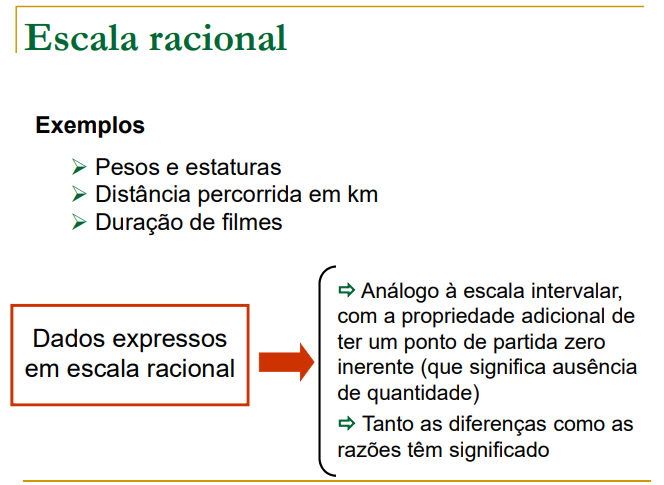 Escala racional
Exemplos
Pesos e estaturas
Distância percorrida em km
Duração de filmes
Dados expressos
em escala racional
Análogo à escala intervalar,
com a propriedade adicional de
ter um ponto de partida zero
inerente (que significa ausência
de quantidade)
Tanto as diferenças como as
razões têm significado